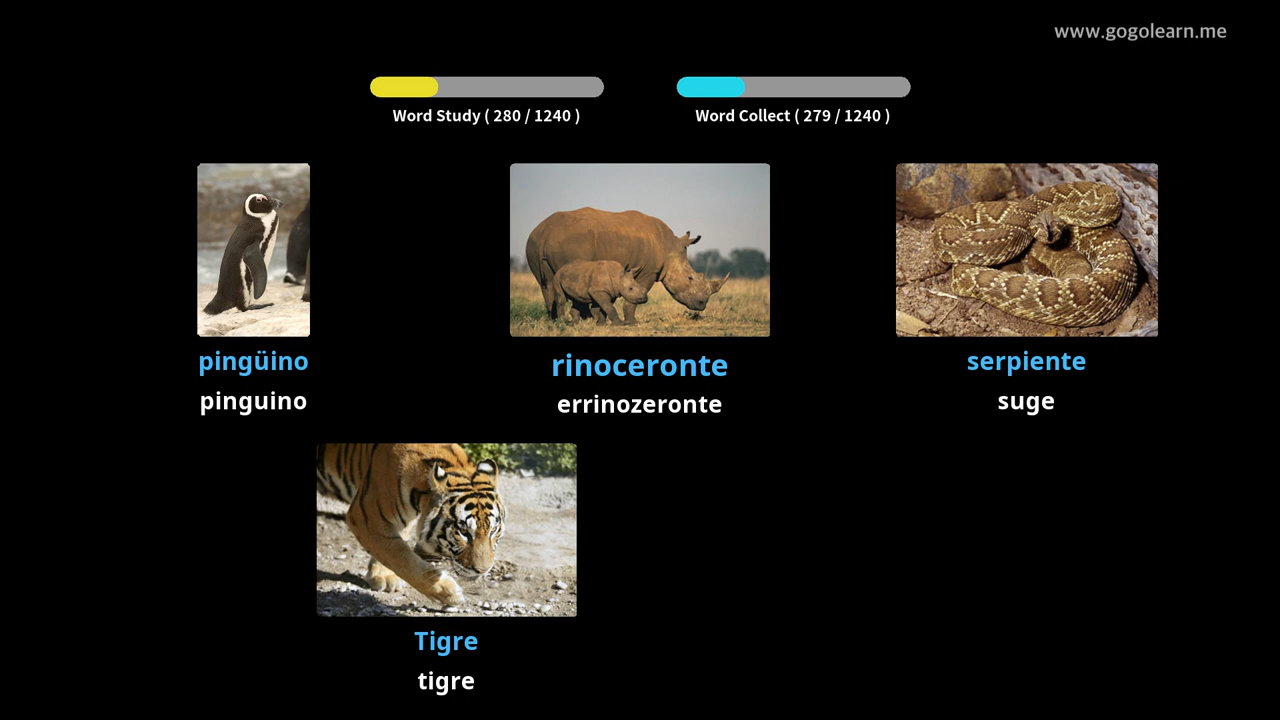 www.gogolearn.me
Word Study ( 280 / 1240 )
Word Collect ( 279 / 1240 )
pingüino
pinguino
rinoceronte
errinozeronte
serpiente
suge
Tigre
tigre